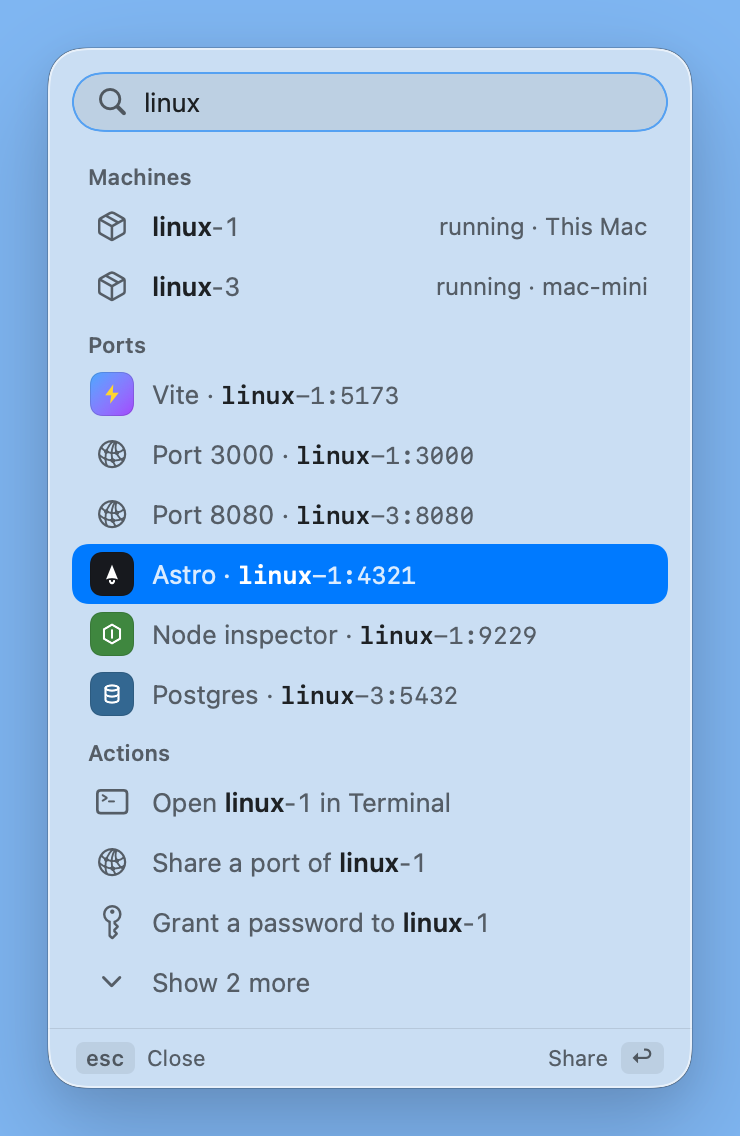 linux
Machines
linux-1 running · This Mac
linux-3 running · mac-mini
Ports
Vite · linux-1:5173
Port 3000 · linux-1:3000
Port 8080 · linux-3:8080
Astro · linux-1:4321
Node inspector · linux-1:9229
Postgres · linux-3:5432
Actions
Open linux-1 in Terminal
Share a port of linux-1
Grant a password to linux-1
Show 2 more
esc Close Share